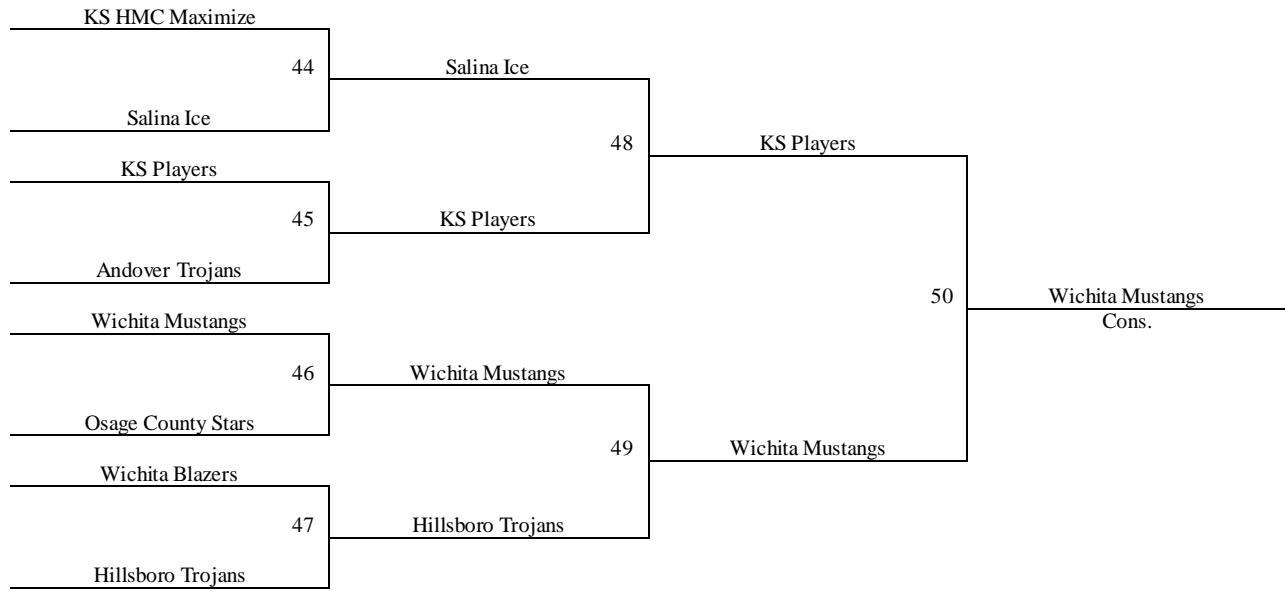 KS HMC Maximize
44
Salina Ice
Salina Ice
48
KS Players
KS Players
45
KS Players
Andover Trojans
50
Wichita Mustangs
Cons.
Wichita Mustangs
46
Wichita Mustangs
Osage County Stars
49
Wichita Mustangs
Wichita Blazers
47
Hillsboro Trojans
Hillsboro Trojans